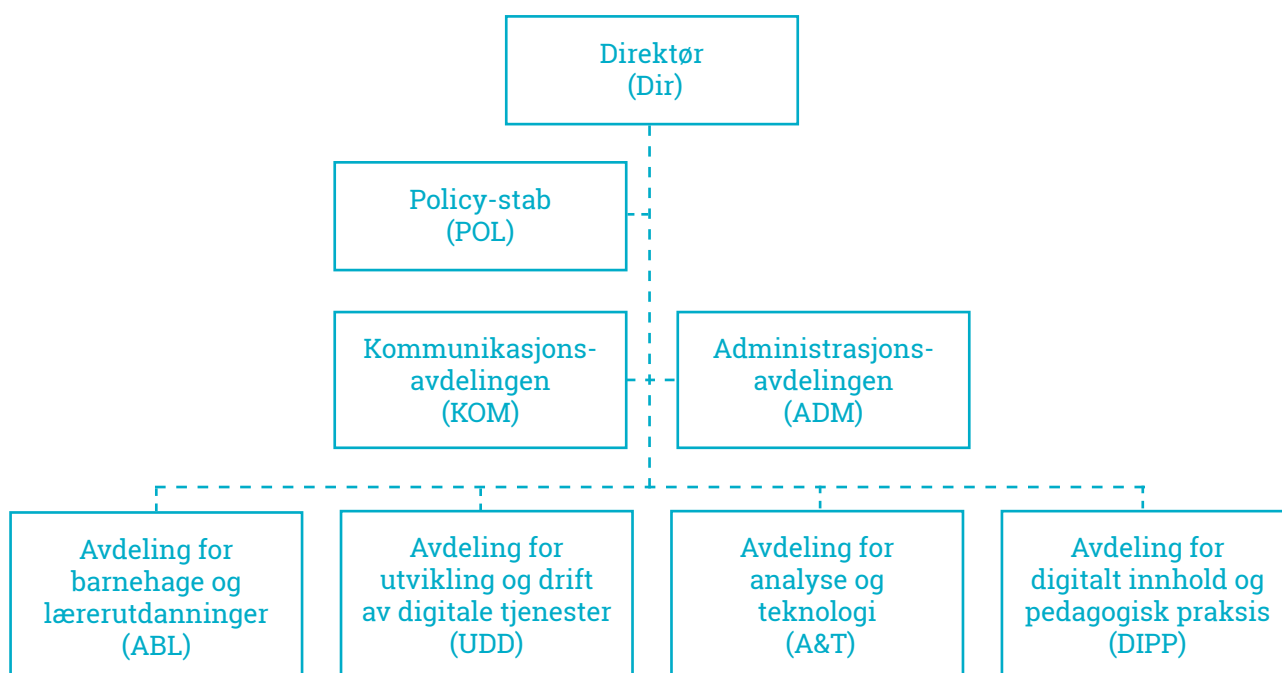 Direktør
(Dir)
Policy-stab
(POL)
Kommunikasjons-
avdelingen
(KOM)
Administrasjons-
avdelingen
(ADM)
Avdeling for
barnehage og
lærerutdanninger
(ABL)
Avdeling for
utvikling og drift
av digitale tjenester
(UDD)
Avdeling for
analyse og
teknologi
(A&T)
Avdeling for
digitalt innhold og
pedagogisk praksis
(DIPP)